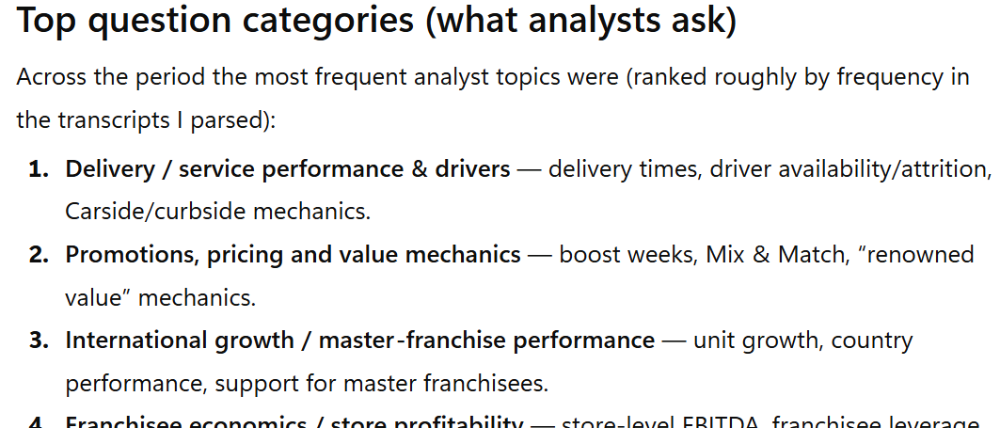 Top question categories (what analysts ask)
Across the period the most frequent analyst topics were (ranked roughly by frequency in
the transcripts I parsed):
1. Delivery / service performance & drivers — delivery times, driver availability/attrition,
Carside/curbside mechanics.
2. Promotions, pricing and value mechanics — boost weeks, Mix & Match, “renowned
value” mechanics.
3. International growth / master-franchise performance — unit growth, country
performance, support for master franchisees.
4. Franchisee economics / store profitability — store-level EBITDA, franchisee leverage